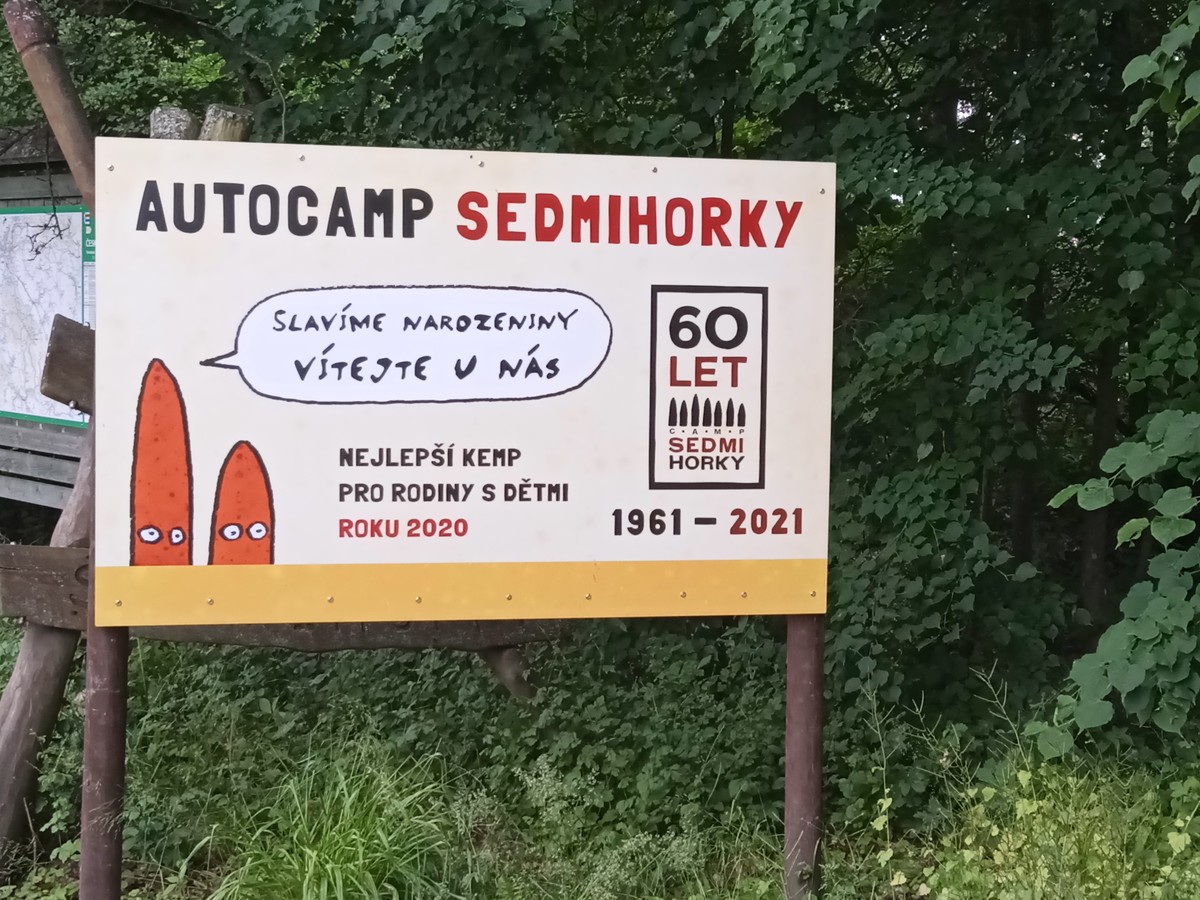 AUTOCAMP SEDMIHORKY
SLAVÍME NAROZENINY
VÍTEJTE U NÁS
NEJLEPŠÍ KEMP
PRO RODINY S DĚTMI
ROKU 2020
60
LET
C·A·M·P
SEDMI
HORKY
1961 – 2021